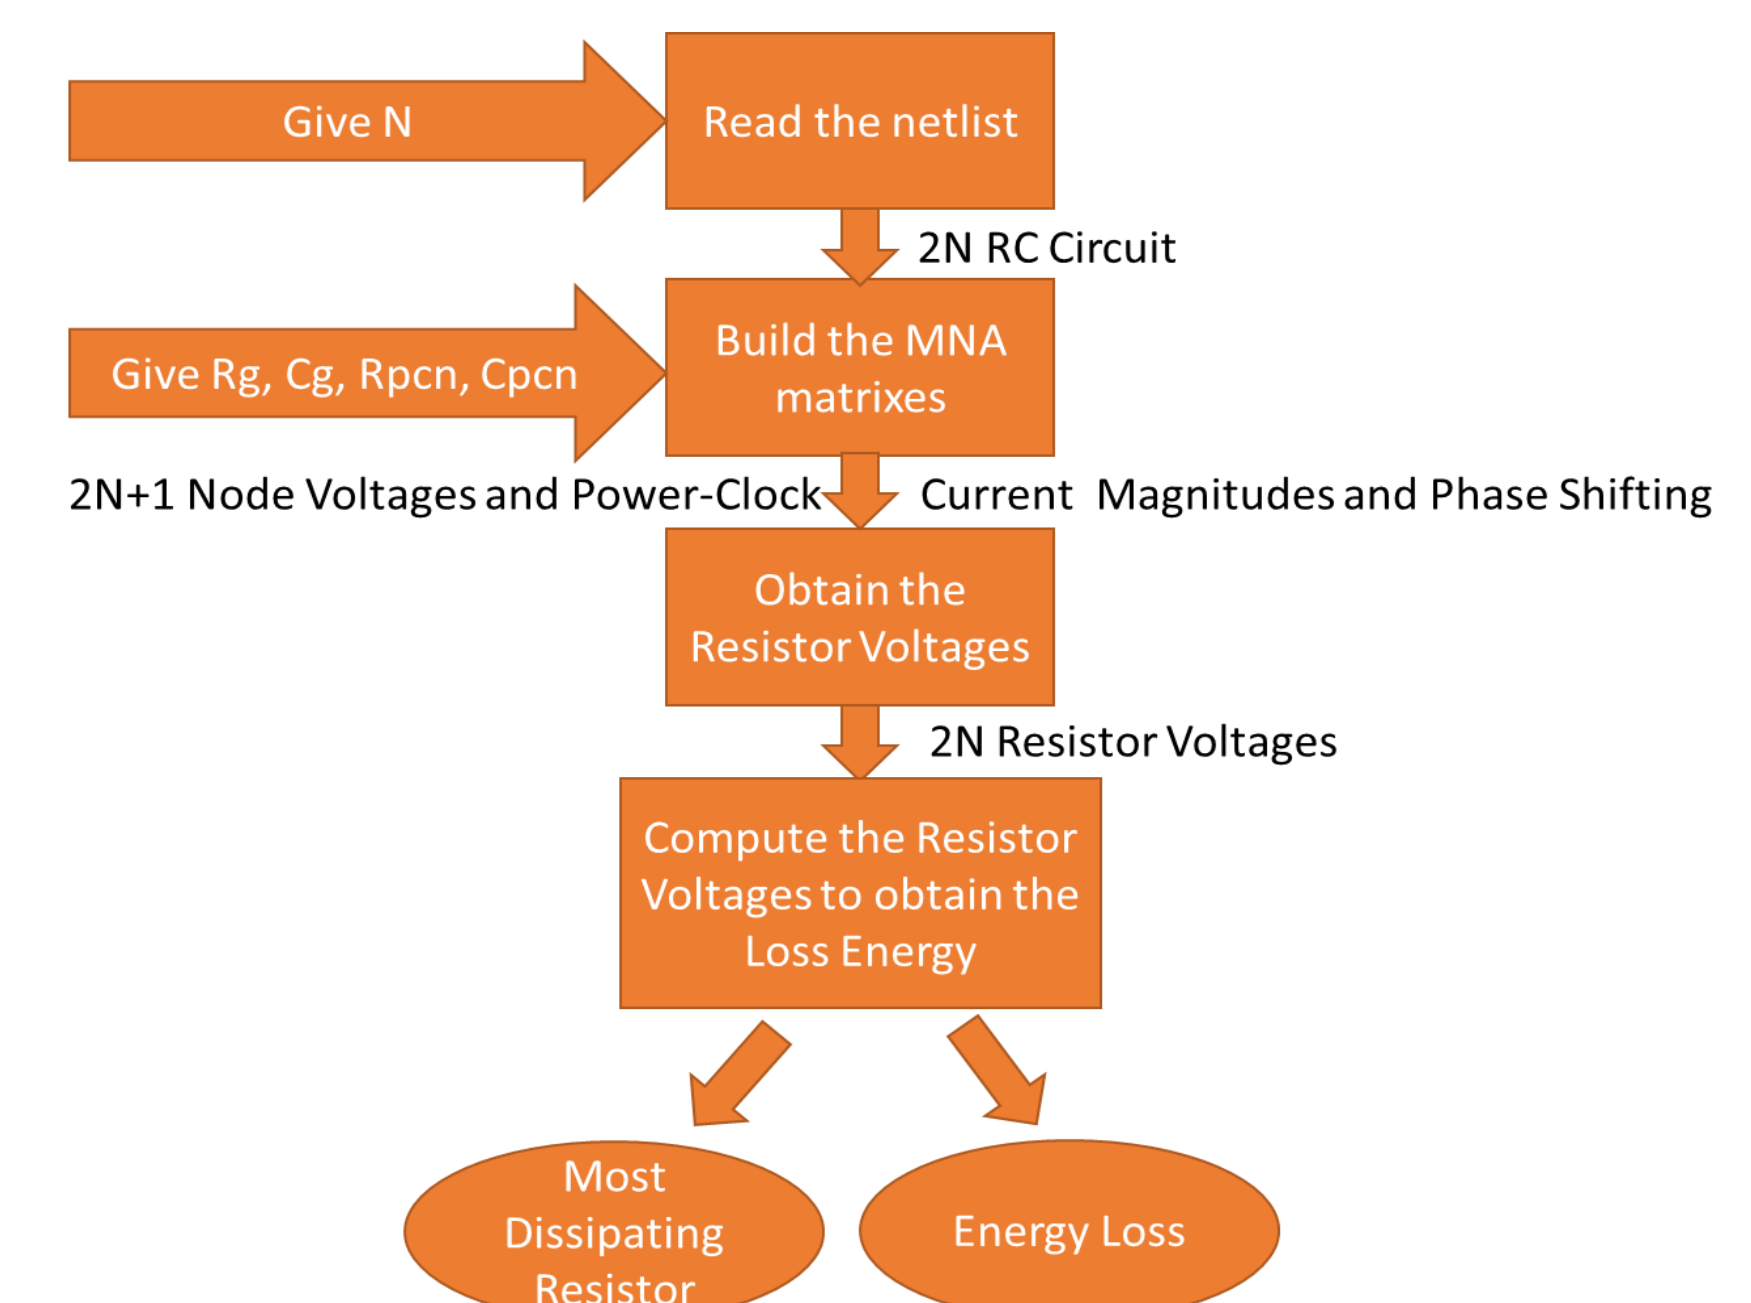 Give N
Read the netlist
2N RC Circuit
Give Rg, Cg, Rpcn, Cpcn
Build the MNA
matrixes
2N+1 Node Voltages and Power-Clock
Current Magnitudes and Phase Shifting
Obtain the
Resistor Voltages
2N Resistor Voltages
Compute the Resistor
Voltages to obtain the
Loss Energy
Most
Dissipating
Resistor
Energy Loss